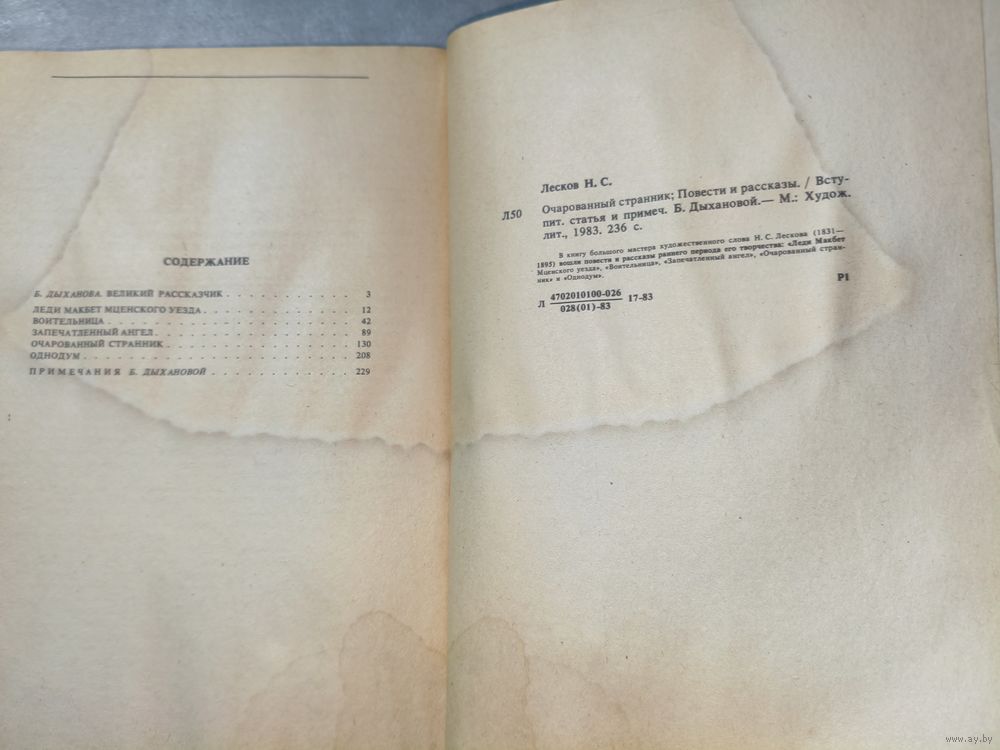 СОДЕРЖАНИЕ
Б. ДЫХАНОВА. ВЕЛИКИЙ РАССКАЗЧИК . . . . . . . . . . 3
ЛЕДИ МАКБЕТ МЦЕНСКОГО УЕЗДА . . . . . . . . . . 12
ВОИТЕЛЬНИЦА . . . . . . . . . . 42
ЗАПЕЧАТЛЕННЫЙ АНГЕЛ . . . . . . . . . . 89
ОЧАРОВАННЫЙ СТРАННИК . . . . . . . . . . 130
ОДНОДУМ . . . . . . . . . . 208
ПРИМЕЧАНИЯ Б. ДЫХАНОВОЙ . . . . . . . . . . 229
Лесков Н. С.
Л50 Очарованный странник; Повести и рассказы. / Всту-
пит. статья и примеч. Б. Дыхановой.— М.: Худож.
лит., 1983. 236 с.
В книгу большого мастера художественного слова Н. С. Лескова (1831—
1895) вошли повести и рассказы раннего периода его творчества: «Леди Макбет
Мценского уезда», «Воительница», «Запечатленный ангел», «Очарованный стран-
ник» и «Однодум».
Л 4702010100-026
028(01)-83 17-83
Р1
www.ay.by